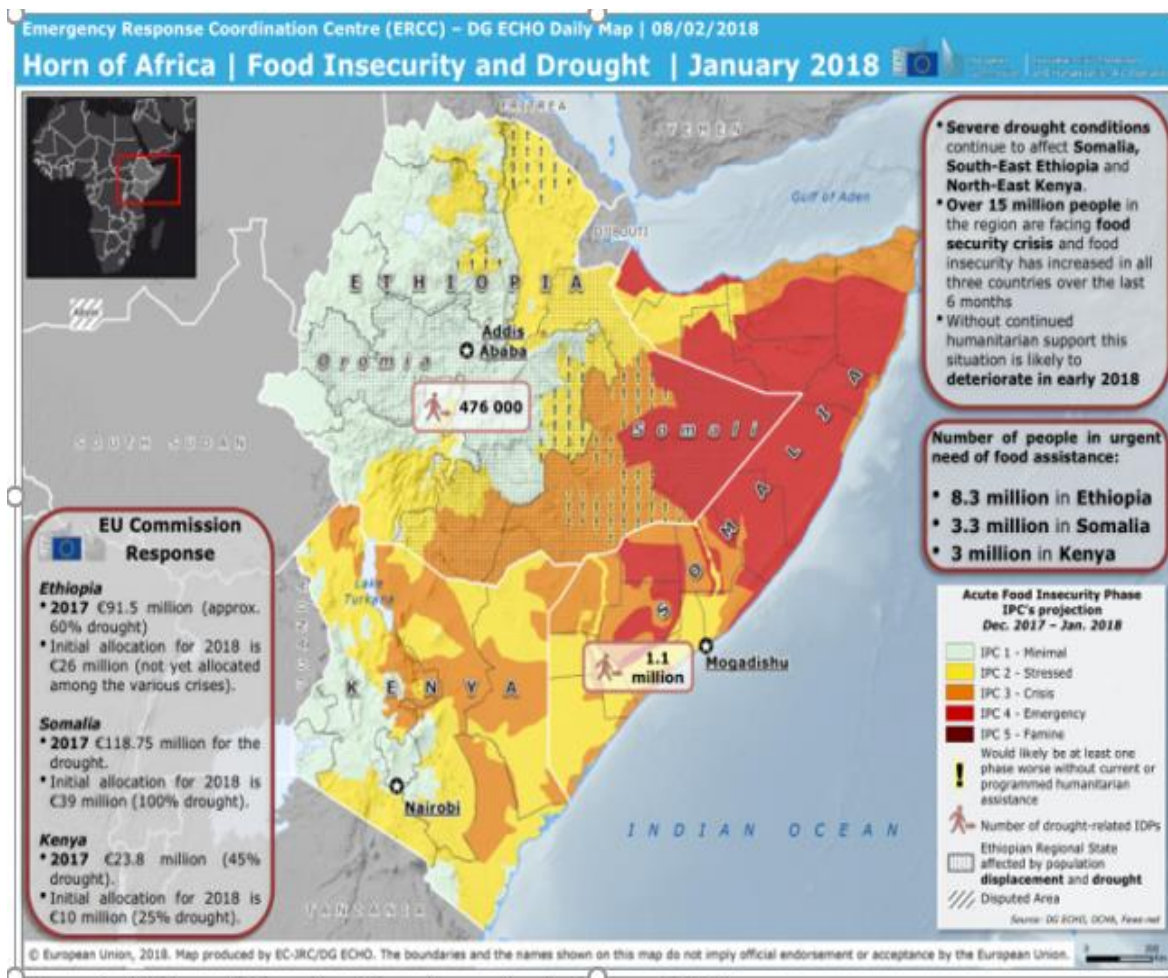 Emergency Response Coordination Centre (ERCC) – DG ECHO Daily Map | 08/02/2018
Horn of Africa | Food Insecurity and Drought | January 2018
ERITREA
YEMEN
Gulf of Aden
DJIBOUTI
ETHIOPIA
Abyei
Addis
Ababa
Oromia
476 000
Somali
SOUTH SUDAN
SOMALIA
Lake
Turkana
UGANDA
KENYA
1.1
million
Mogadishu
Nairobi
INDIAN OCEAN
TANZANIA
• Severe drought conditions
continue to affect Somalia,
South-East Ethiopia and
North-East Kenya.
• Over 15 million people in
the region are facing food
security crisis and food
insecurity has increased in all
three countries over the last
6 months
• Without continued
humanitarian support this
situation is likely to
deteriorate in early 2018
Number of people in urgent
need of food assistance:
• 8.3 million in Ethiopia
• 3.3 million in Somalia
• 3 million in Kenya
EU Commission
Response
Ethiopia
• 2017 €91.5 million (approx.
60% drought)
• Initial allocation for 2018 is
€26 million (not yet allocated
among the various crises).
Somalia
• 2017 €118.75 million for the
drought.
• Initial allocation for 2018 is
€39 million (100% drought).
Kenya
• 2017 €23.8 million (45%
drought).
• Initial allocation for 2018 is
€10 million (25% drought).
Acute Food Insecurity Phase
IPC's projection
Dec. 2017 – Jan. 2018
IPC 1 - Minimal
IPC 2 - Stressed
IPC 3 - Crisis
IPC 4 - Emergency
IPC 5 - Famine
Would likely be at least one
phase worse without current or
programmed humanitarian
assistance
Number of drought-related IDPs
Ethiopian Regional State
affected by population
displacement and drought
Disputed Area
Source: DG ECHO, OCHA, Fews-net
© European Union, 2018. Map produced by EC-JRC/DG ECHO. The boundaries and the names shown on this map do not imply official endorsement or acceptance by the European Union.